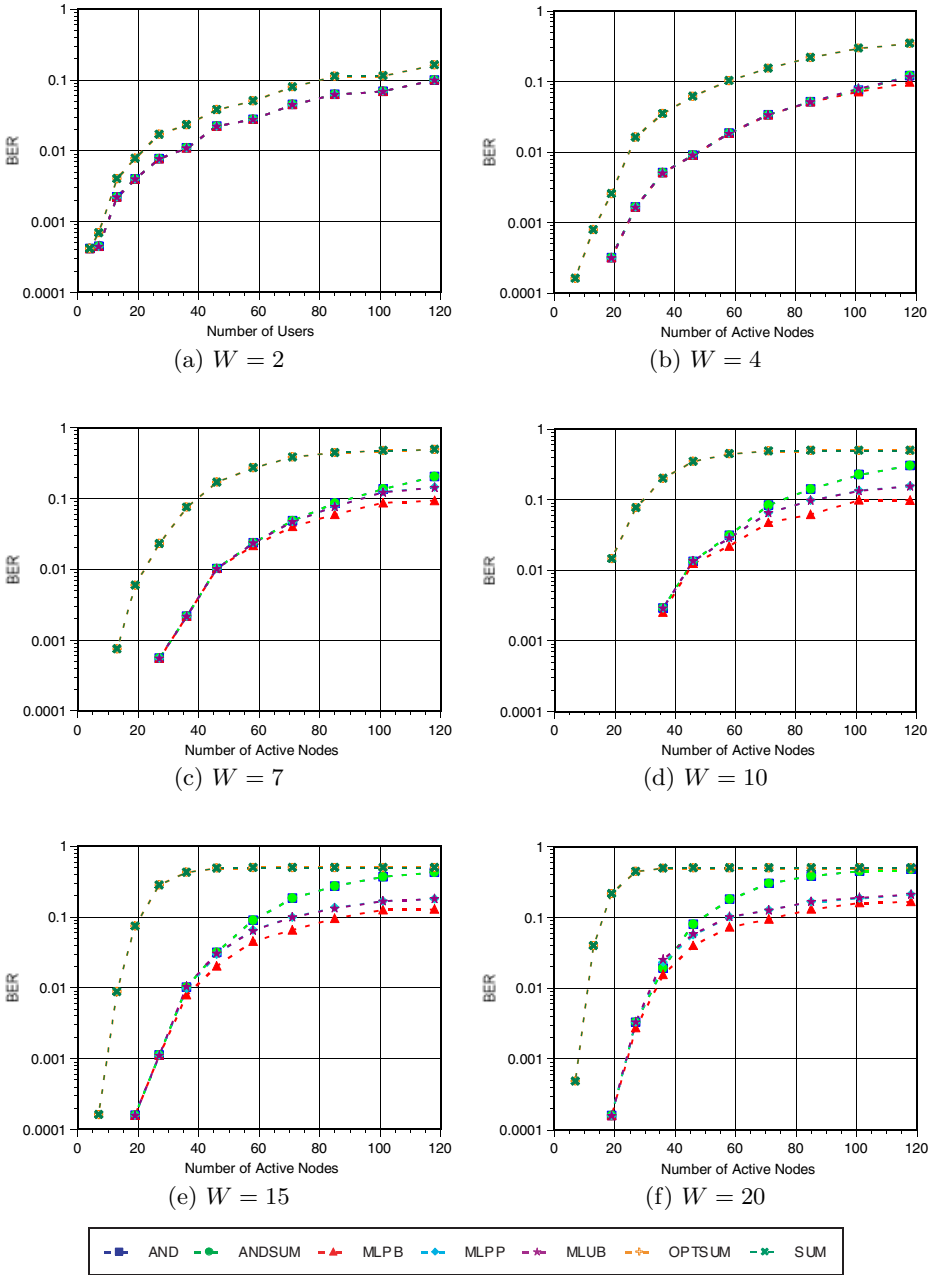 1
0.1
0.01
0.001
0.0001
BER
0 20 40 60 80 100 120
Number of Users
(a) W = 2
1
0.1
0.01
0.001
0.0001
BER
0 20 40 60 80 100 120
Number of Active Nodes
(b) W = 4
1
0.1
0.01
0.001
0.0001
BER
0 20 40 60 80 100 120
Number of Active Nodes
(c) W = 7
1
0.1
0.01
0.001
0.0001
BER
0 20 40 60 80 100 120
Number of Active Nodes
(d) W = 10
1
0.1
0.01
0.001
0.0001
BER
0 20 40 60 80 100 120
Number of Active Nodes
(e) W = 15
1
0.1
0.01
0.001
0.0001
BER
0 20 40 60 80 100 120
Number of Active Nodes
(f) W = 20
AND ANDSUM MLPB MLPP MLUB OPTSUM SUM